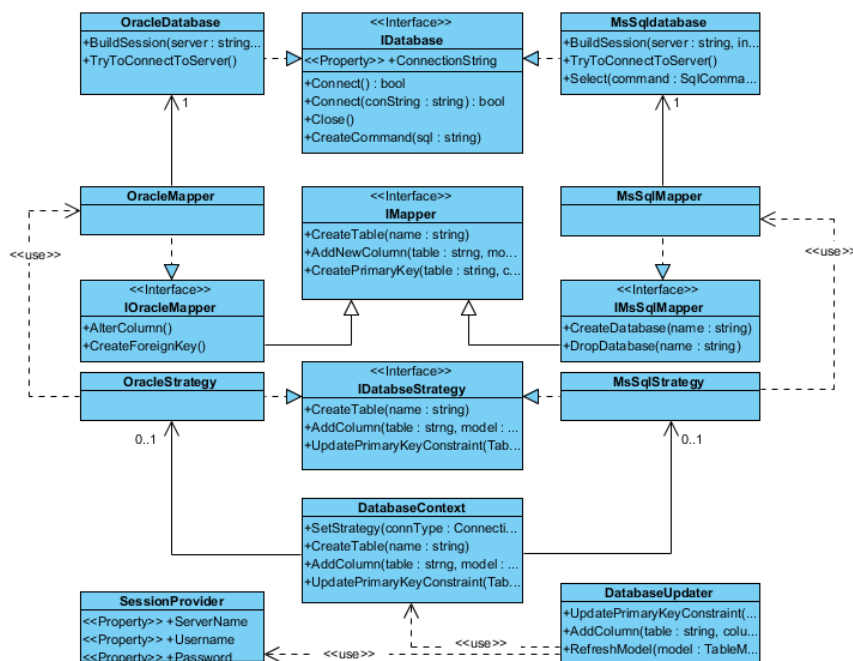 OracleDatabase
+BuildSession(server : string...
+TryToConnectToServer()
<<Interface>>
IDatabase
<<Property>> +ConnectionString
+Connect() : bool
+Connect(conString : string) : bool
+Close()
+CreateCommand(sql : string)
MsSqldatabase
+BuildSession(server : string, in...
+TryToConnectToServer()
+Select(command : SqlComma...
1
1
OracleMapper
<<Interface>>
IMapper
+CreateTable(name : string)
+AddNewColumn(table : strng, mo...
+CreatePrimaryKey(table : string, c...
MsSqlMapper
<<use>>
<<use>>
<<Interface>>
IOracleMapper
+AlterColumn()
+CreateForeignKey()
<<Interface>>
IMsSqlMapper
+CreateDatabase(name : string)
+DropDatabase(name : string)
OracleStrategy
<<Interface>>
IDatabseStrategy
+CreateTable(name : string)
+AddColumn(table : strng, model : ...
+UpdatePrimaryKeyConstraint(Tab...
MsSqlStrategy
0..1
0..1
DatabaseContext
+SetStrategy(connType : Connecti...
+CreateTable(name : string)
+AddColumn(table : strng, model : ...
+UpdatePrimaryKeyConstraint(Tab...
SessionProvider
<<Property>> +ServerName
<<Property>> +Username
<<Property>> +Password
DatabaseUpdater
+UpdatePrimaryKeyConstraint(...
+AddColumn(table : string, colu...
+RefreshModel(model : TableM...
<<use>>
<<use>>